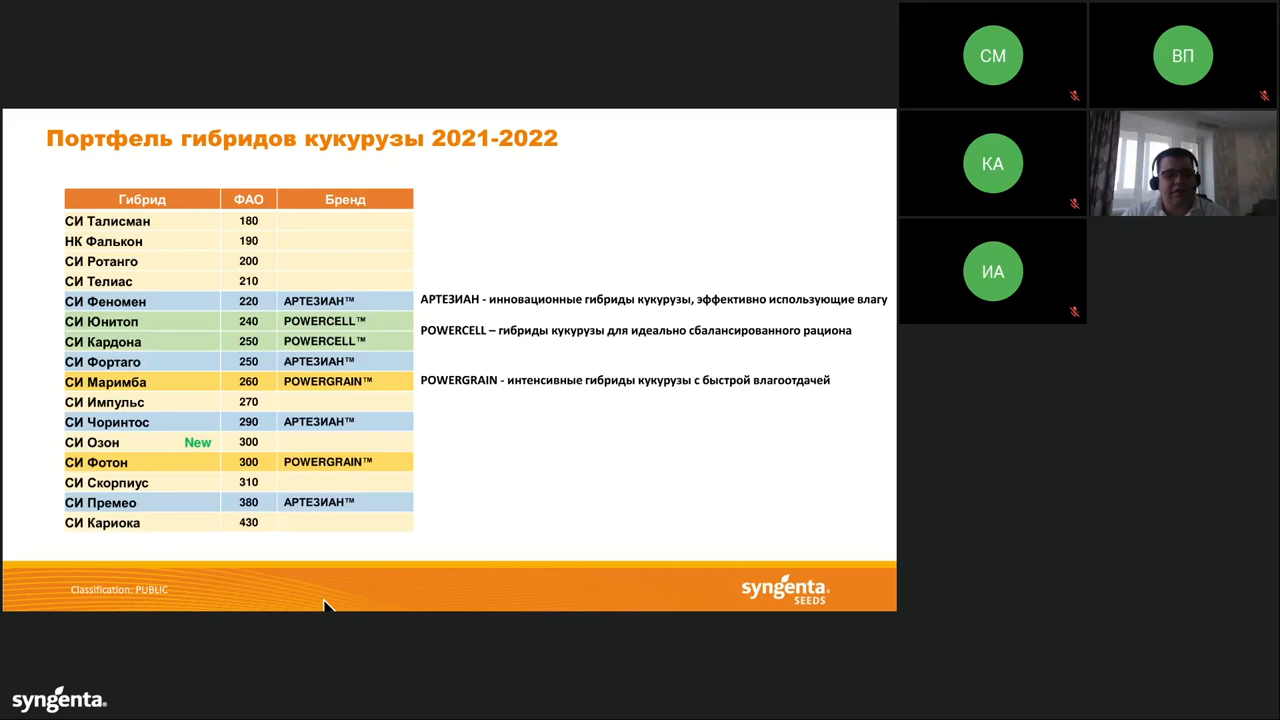 Портфель гибридов кукурузы 2021-2022
Гибрид ФАО Бренд
СИ Талисман 180
НК Фалькон 190
СИ Ротанго 200
СИ Телиас 210
СИ Феномен 220 АРТЕЗИАН™
СИ Юнитоп 240 POWERCELL™
СИ Кардона 250 POWERCELL™
СИ Фортаго 250 АРТЕЗИАН™
СИ Маримба 260 POWERGRAIN™
СИ Импульс 270
СИ Чоринтос 290 АРТЕЗИАН™
СИ Озон New 300
СИ Фотон 300 POWERGRAIN™
СИ Скорпиус 310
СИ Премео 380 АРТЕЗИАН™
СИ Кариока 430
АРТЕЗИАН - инновационные гибриды кукурузы, эффективно использующие влагу
POWERCELL – гибриды кукурузы для идеально сбалансированного рациона
POWERGRAIN - интенсивные гибриды кукурузы с быстрой влагоотдачей
Classification: PUBLIC
syngenta®
SEEDS
СМ
ВП
КА
ИА
syngenta®